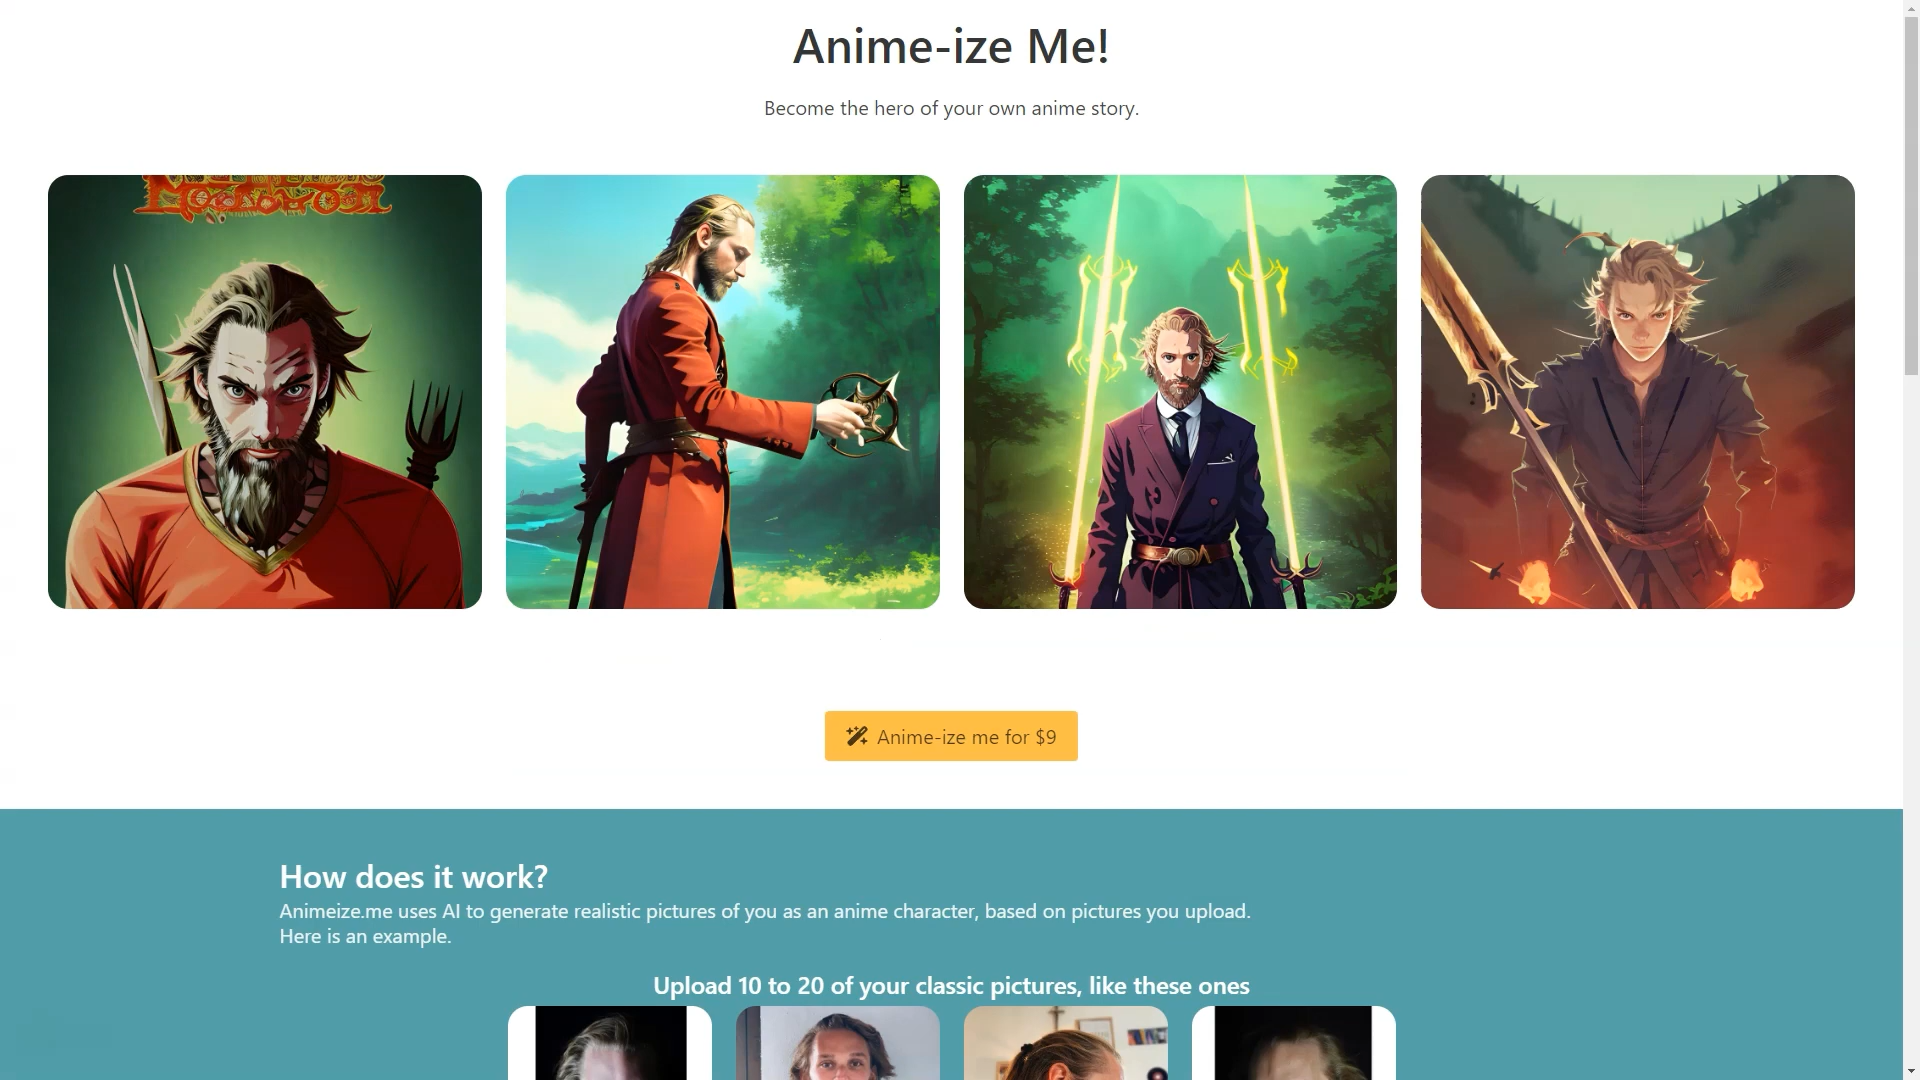 Anime-ize Me!
Become the hero of your own anime story.
Anime-ize me for $9
How does it work?
Animeize.me uses AI to generate realistic pictures of you as an anime character, based on pictures you upload.
Here is an example.
Upload 10 to 20 of your classic pictures, like these ones